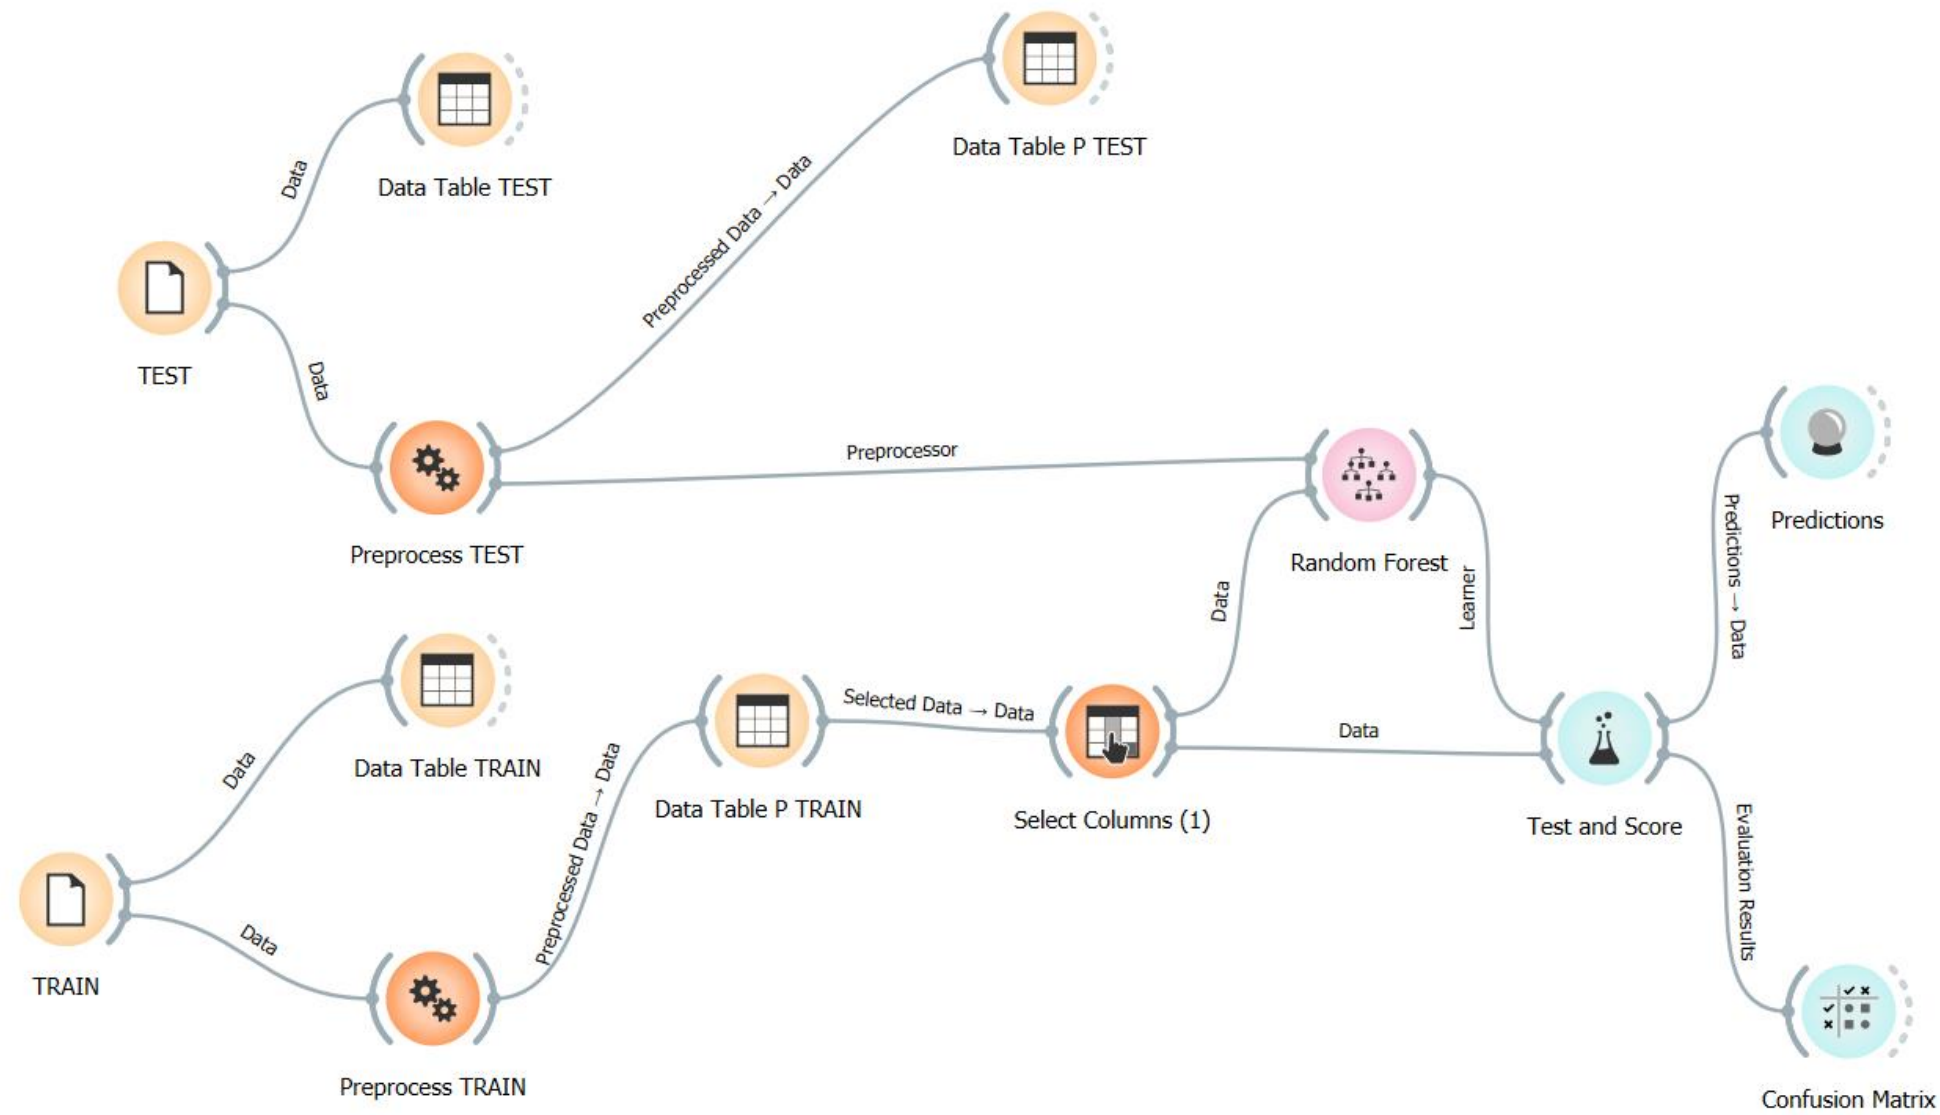 Data Table P TEST
Data
Data Table TEST
Preprocessed Data → Data
TEST
Data
Preprocessor
Preprocess TEST
Random Forest
Predictions
Predictions → Data
Data
Learner
Data Table TRAIN
Data
Selected Data → Data
Data
Data Table P TRAIN
Select Columns (1)
Test and Score
Preprocessed Data → Data
Evaluation Results
Data
TRAIN
Preprocess TRAIN
Confusion Matrix